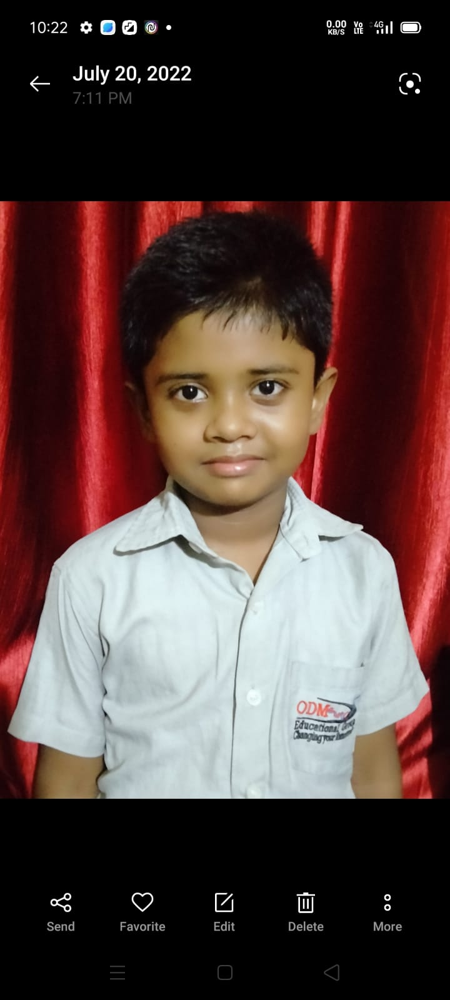 10:22
0.00 KB/S
Vo LTE
4G
July 20, 2022
7:11 PM
ODM
Educational
Changing your
Send Favorite Edit Delete More